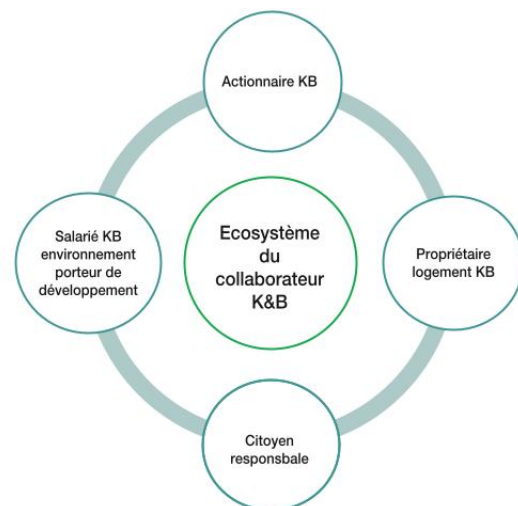 Actionnaire KB
Salarié KB
environnement
porteur de
développement
Ecosystème
du
collaborateur
K&B
Propriétaire
logement KB
Citoyen
responsbale